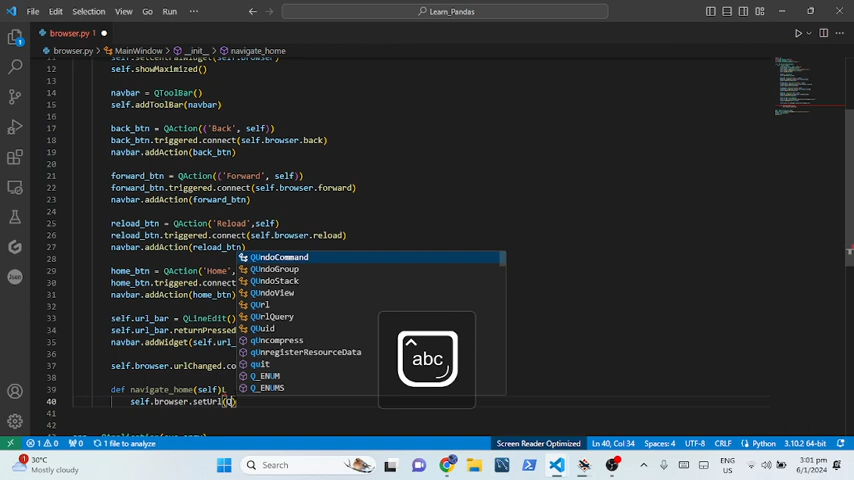 File Edit Selection View Go Run ··· Learn_Pandas
browser.py 1
browser.py > MainWindow > __init__ > navigate_home
12 self.showMaximized()
13
14 navbar = QToolBar()
15 self.addToolBar(navbar)
16
17 back_btn = QAction(('Back', self))
18 back_btn.triggered.connect(self.browser.back)
19 navbar.addAction(back_btn)
20
21 forward_btn = QAction(('Forward', self))
22 forward_btn.triggered.connect(self.browser.forward)
23 navbar.addAction(forward_btn)
24
25 reload_btn = QAction('Reload',self)
26 reload_btn.triggered.connect(self.browser.reload)
27 navbar.addAction(reload_btn)
28
29 home_btn = QAction('Home',
30 home_btn.triggered.conne
31 navbar.addAction(home_btn)
32
33 self.url_bar = QLineEdit()
34 self.url_bar.returnPressed
35 navbar.addWidget(self.url_
36
37 self.browser.urlChanged.co
38
39 def navigate_home(self)L
40 self.browser.setUrl(Q)
41
42
QUndoCommand
QUndoGroup
QUndoStack
QUndoView
QUrl
QUrlQuery
QUuid
qUncompress
qUnregisterResourceData
quit
Q_ENUM
Q_ENUMS
abc
Json
1 0 0 to analyze Screen Reader Optimized Ln 40, Col 34 Spaces: 4 UTF-8 CRLF Python 3.10.2 64-bit
30°C
Mostly cloudy
Search
ENG
US
3:01 pm
6/1/2024